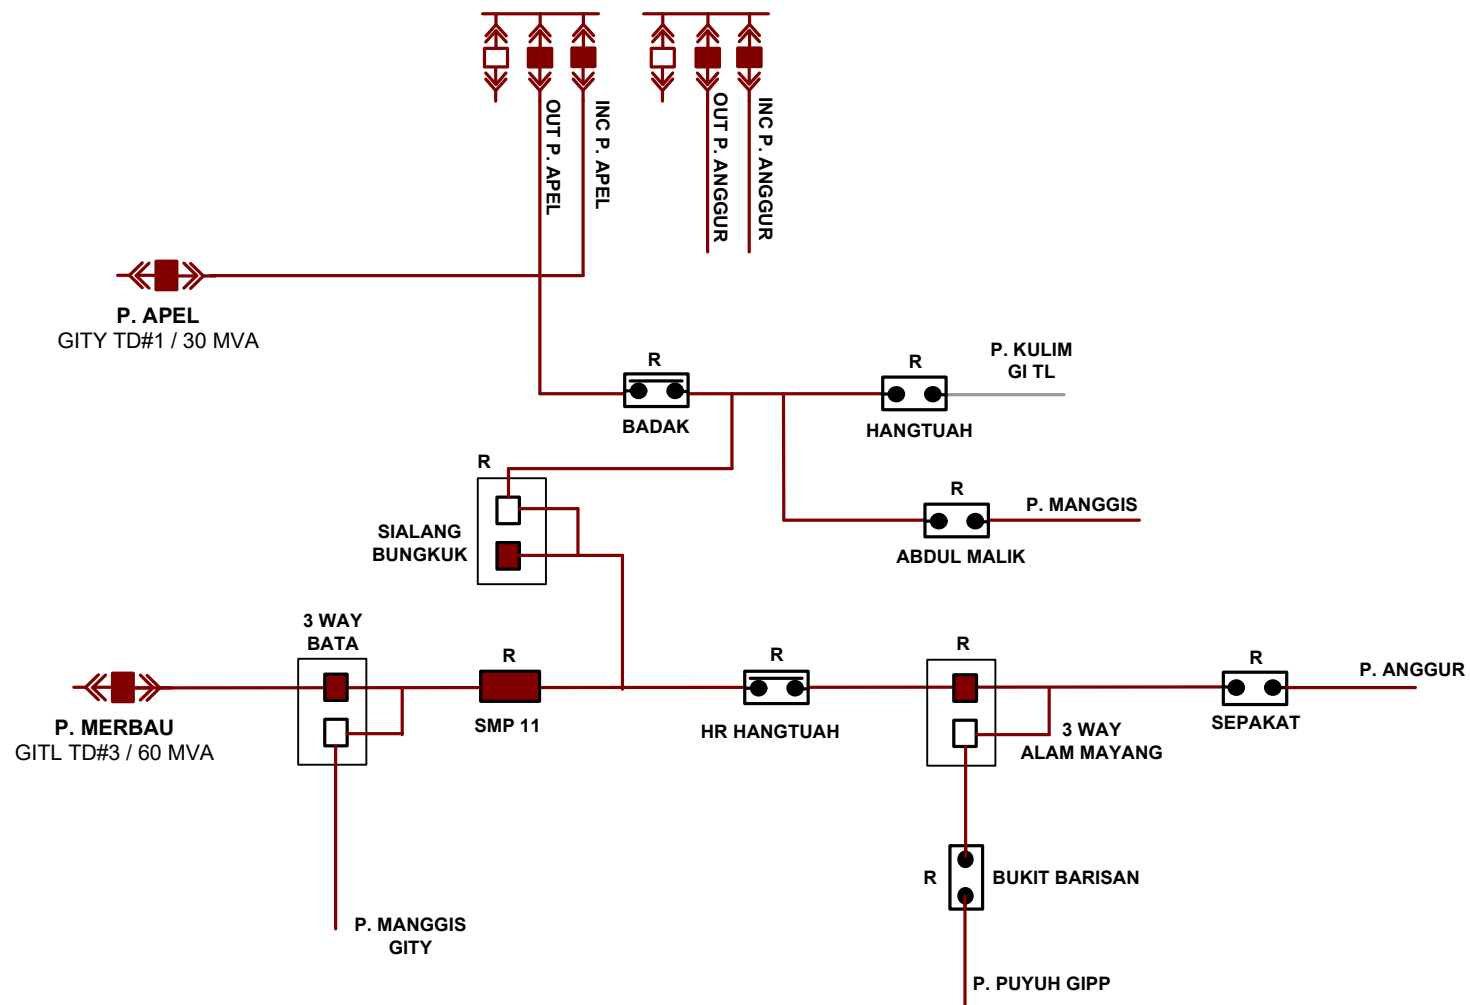 OUT P. APEL
INC P. APEL
OUT P. ANGGUR
INC P. ANGGUR
P. APEL
GITY TD#1 / 30 MVA
R
BADAK
R
HANGTUAH
P. KULIM
GI TL
R
SIALANG
BUNGKUK
R
ABDUL MALIK
P. MANGGIS
3 WAY
BATA
P. MERBAU
GITL TD#3 / 60 MVA
R
SMP 11
R
HR HANGTUAH
R
3 WAY
ALAM MAYANG
R
SEPAKAT
P. ANGGUR
R
BUKIT BARISAN
P. MANGGIS
GITY
P. PUYUH GIPP